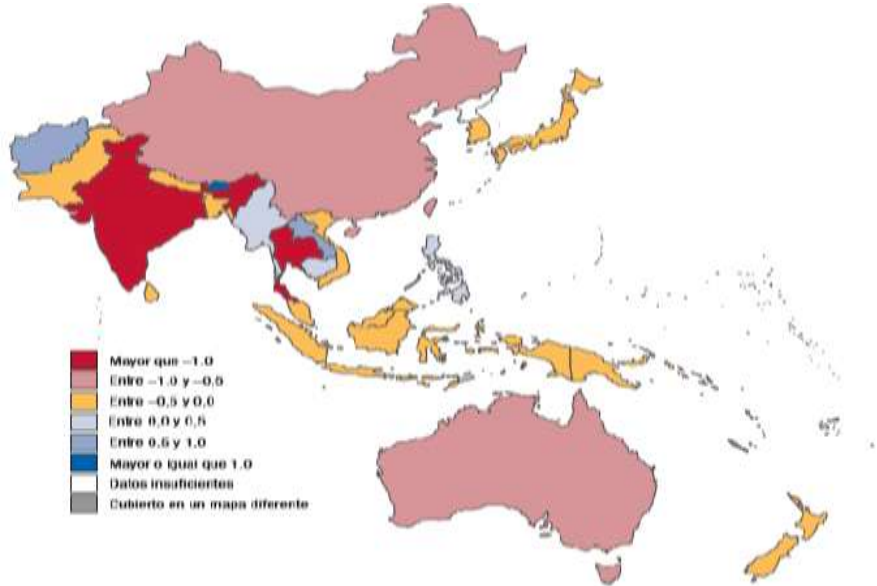 Mayor que –1.0
Entre –1.0 y –0,5
Entre –0,5 y 0,0
Entre 0,0 y 0,5
Entre 0,5 y 1.0
Mayor o igual que 1.0
Datos insuficientes
Cubierto en un mapa diferente